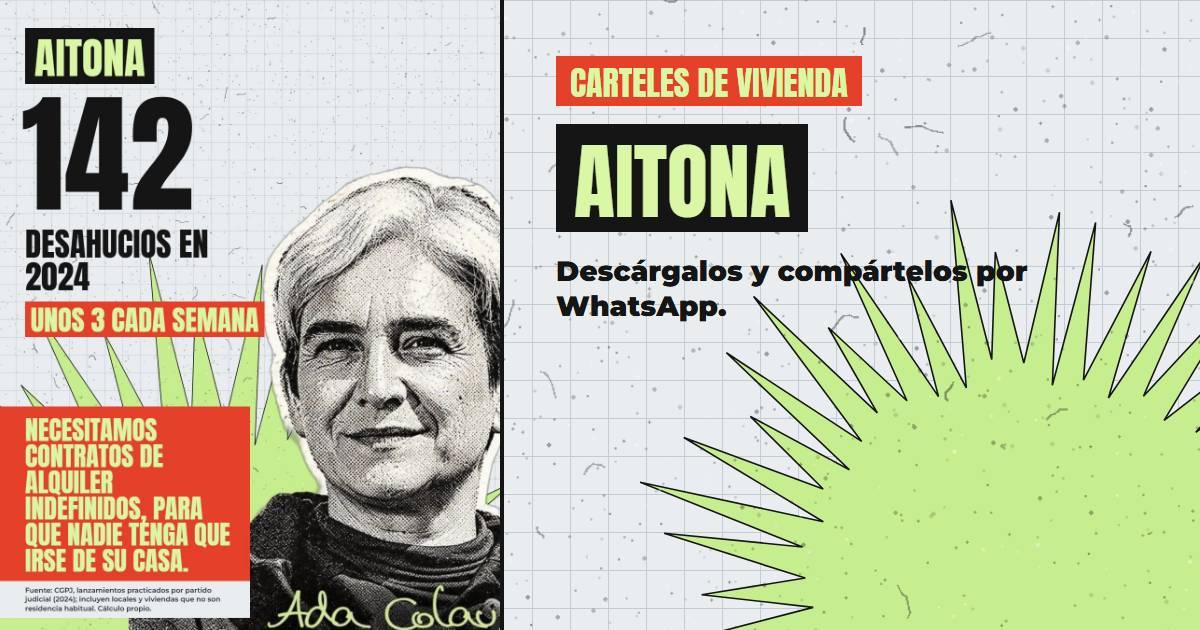 AITONA
142
DESAHUCIOS EN
2024
UNOS 3 CADA SEMANA
NECESITAMOS
CONTRATOS DE
ALQUILER
INDEFINIDOS, PARA
QUE NADIE TENGA QUE
IRSE DE SU CASA.
Fuente: CGPJ, lanzamientos practicados por partido
judicial (2024); incluyen locales y viviendas que no son
residencia habitual. Cálculo propio.
Ada Colau
CARTELES DE VIVIENDA
AITONA
Descárgalos y compártelos por
WhatsApp.